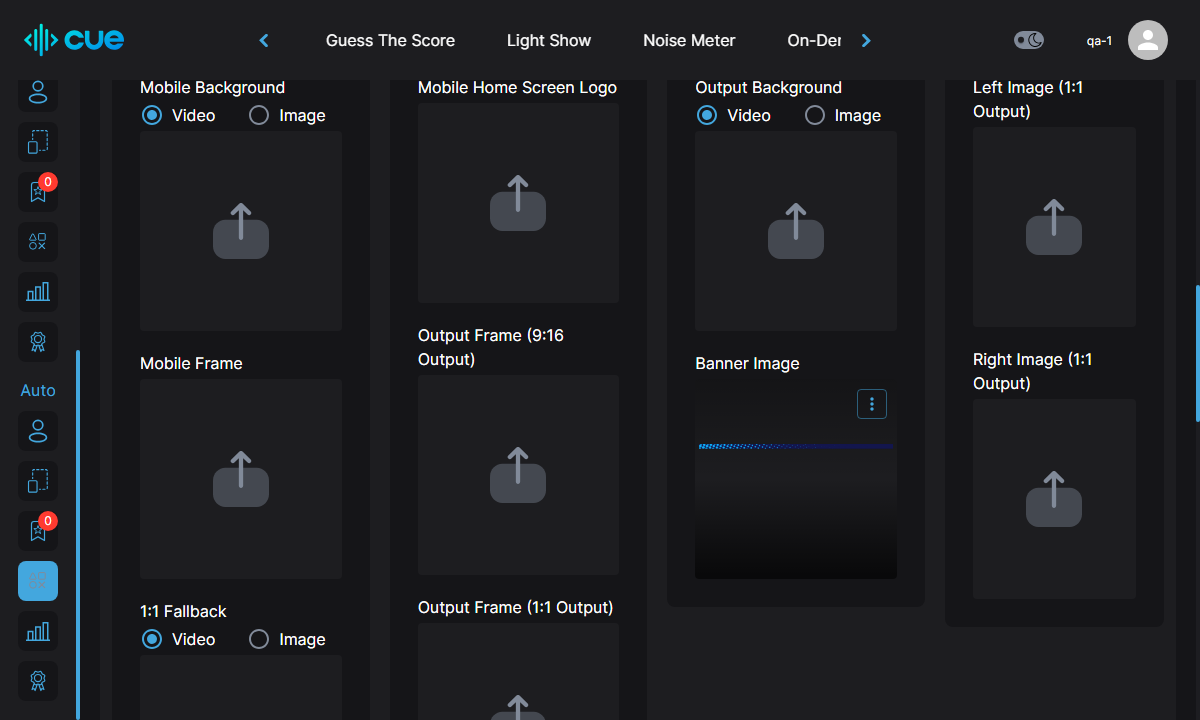 cue
Guess The Score
Light Show
Noise Meter
On-Der
qa-1
0
Auto
0
Mobile Background
Video
Image
Mobile Frame
1:1 Fallback
Video
Image
Mobile Home Screen Logo
Output Frame (9:16
Output)
Output Frame (1:1 Output)
Output Background
Video
Image
Banner Image
Left Image (1:1
Output)
Right Image (1:1
Output)